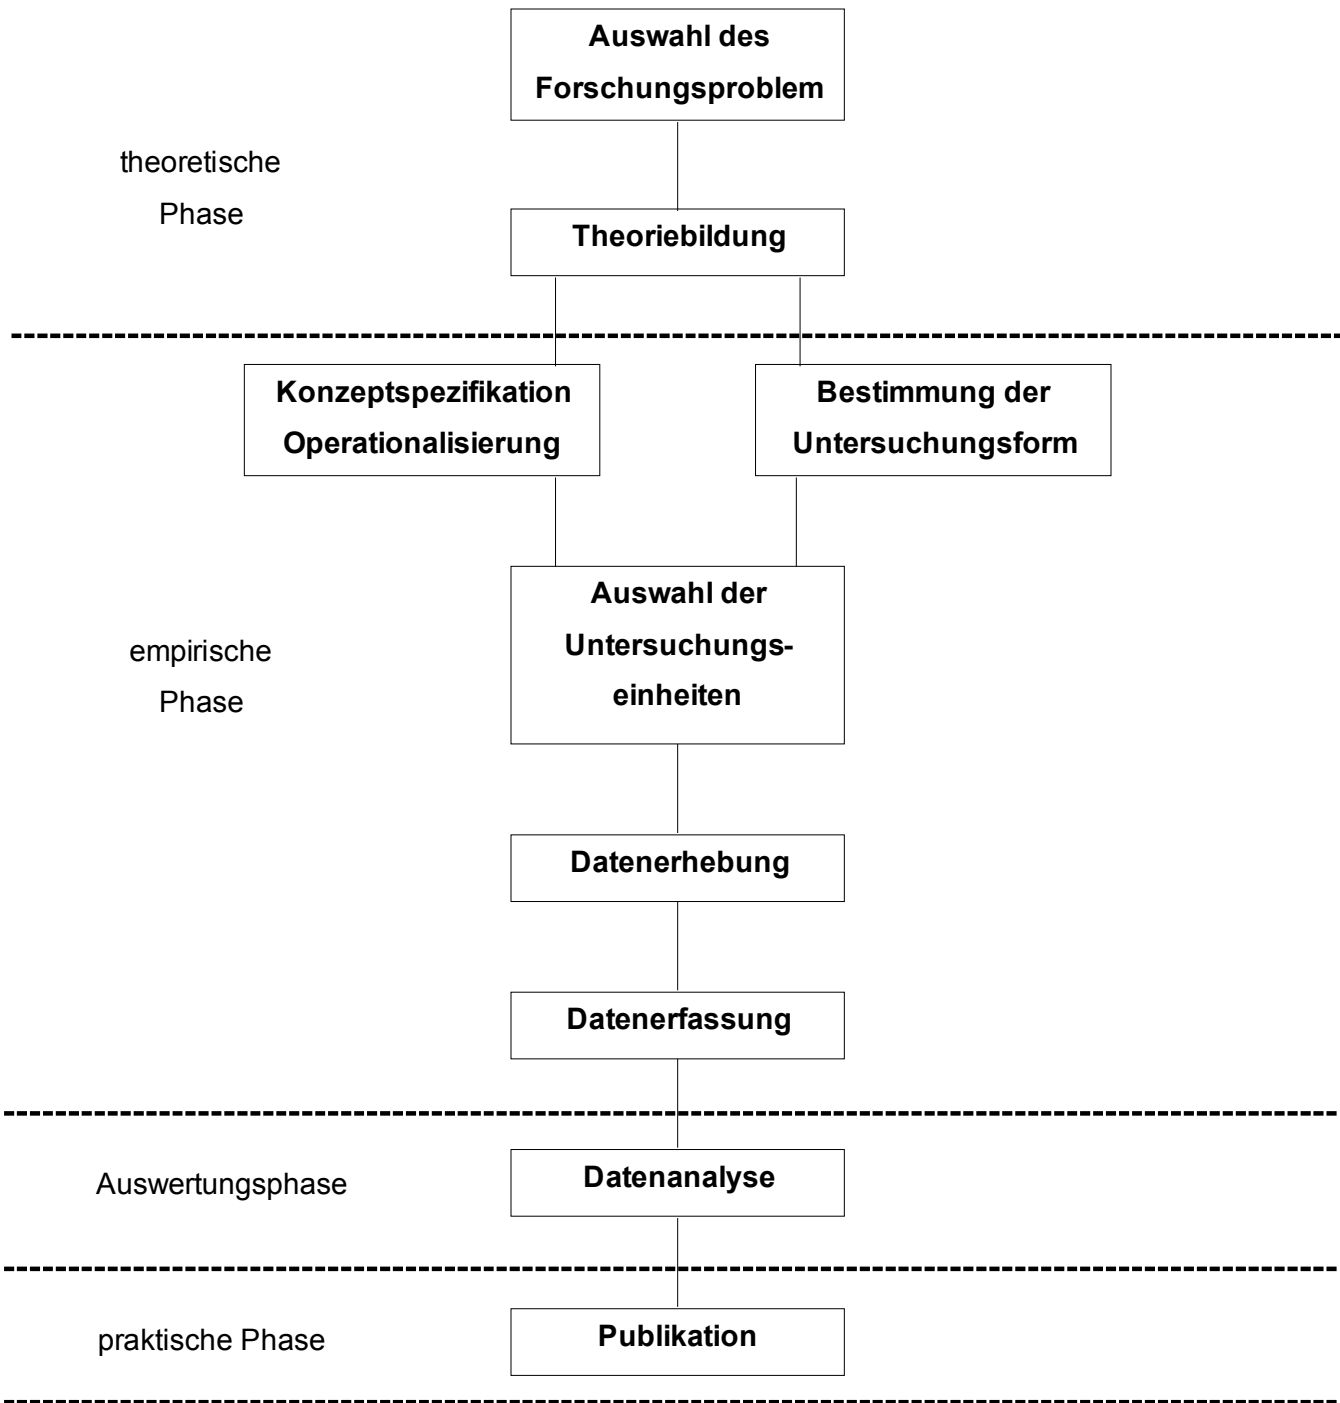 Auswahl des
Forschungsproblem
theoretische
Phase
Theoriebildung
Konzeptspezifikation
Operationalisierung
Bestimmung der
Untersuchungsform
Auswahl der
Untersuchungs-
einheiten
empirische
Phase
Datenerhebung
Datenerfassung
Auswertungsphase
Datenanalyse
praktische Phase
Publikation